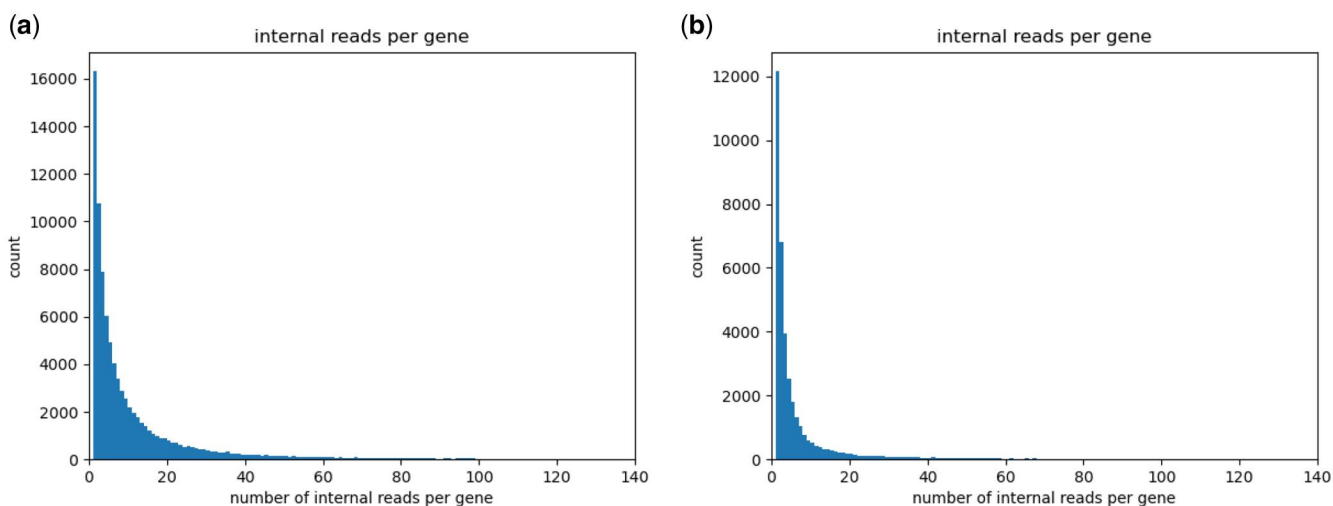 (a)
internal reads per gene
16000
14000
12000
10000
8000
6000
4000
2000
0
count
0 20 40 60 80 100 120 140
number of internal reads per gene
(b)
internal reads per gene
12000
10000
8000
6000
4000
2000
0
count
0 20 40 60 80 100 120 140
number of internal reads per gene